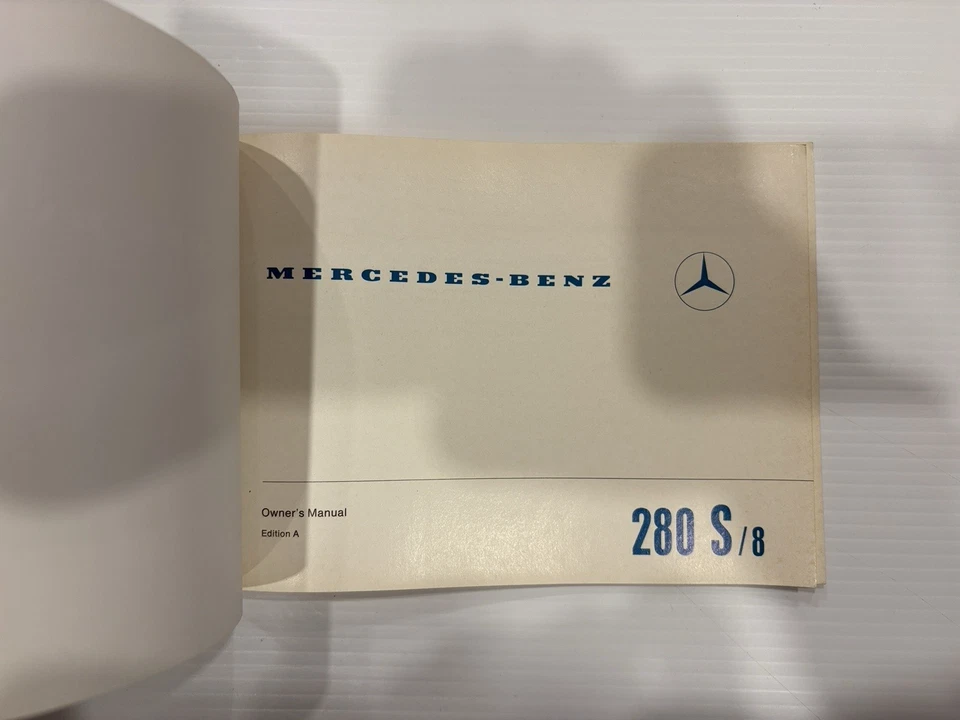 MERCEDES-BENZ
Owner's Manual
Edition A
280 S/8